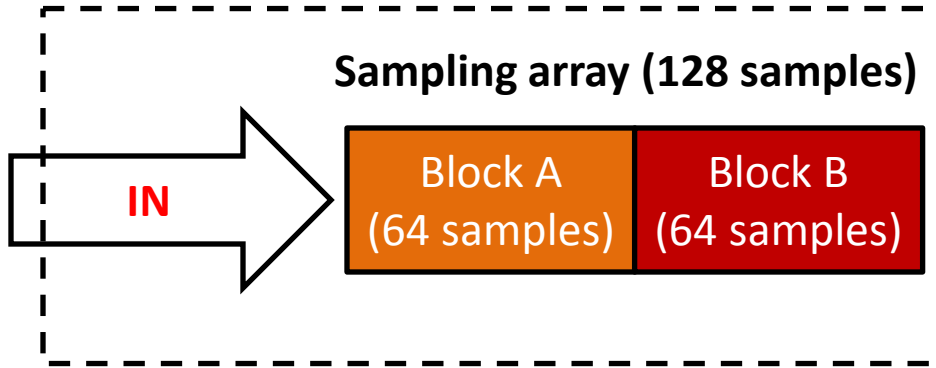 Sampling array (128 samples)
IN
Block A
(64 samples)
Block B
(64 samples)